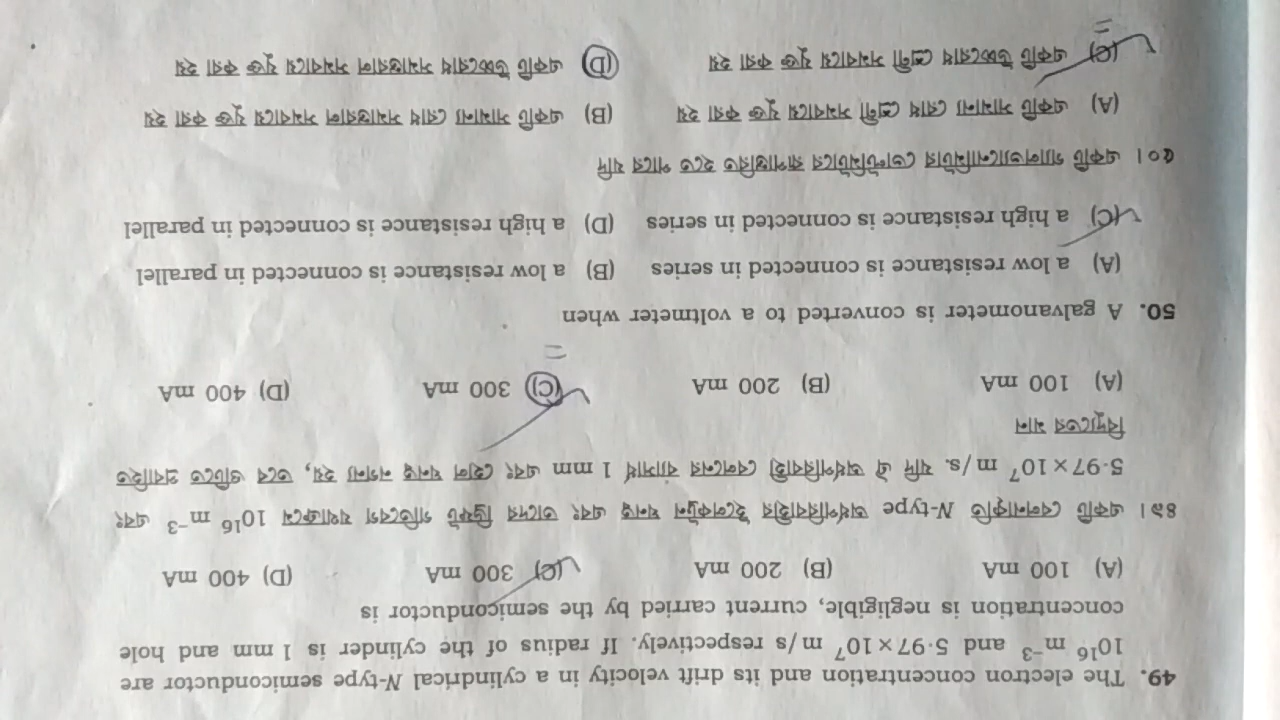 49. The electron concentration and its drift velocity in a cylindrical N-type semiconductor are
10¹⁶ m⁻³ and 5·97×10⁷ m/s respectively. If radius of the cylinder is 1 mm and hole
concentration is negligible, current carried by the semiconductor is
(A) 100 mA (B) 200 mA (C) 300 mA (D) 400 mA
৪৯। একটি বেলনাকৃতি N-type অর্ধপরিবাহীর ইলেকট্রন ঘনত্ব এবং তাদের ড্রিফ্‌ট গতিবেগ যথাক্রমে 10¹⁶ m⁻³ এবং
5·97×10⁷ m/s. যদি ঐ অর্ধপরিবাহী বেলনের ব্যাসার্ধ 1 mm এবং হোল ঘনত্ব নগণ্য হয়, তবে ওটিতে প্রবাহিত
বিদ্যুতের মান
(A) 100 mA (B) 200 mA (C) 300 mA (D) 400 mA
50. A galvanometer is converted to a voltmeter when
(A) a low resistance is connected in series (B) a low resistance is connected in parallel
(C) a high resistance is connected in series (D) a high resistance is connected in parallel
৫০। একটি গ্যালভানোমিটার ভোল্টমিটারে রূপান্তরিত হতে পারে যদি
(A) একটি সামান্য রোধ শ্রেণী সমবায়ে যুক্ত করা হয় (B) একটি সামান্য রোধ সমান্তরাল সমবায়ে যুক্ত করা হয়
(C) একটি উচ্চরোধ শ্রেণী সমবায়ে যুক্ত করা হয় (D) একটি উচ্চরোধ সমান্তরাল সমবায়ে যুক্ত করা হয়